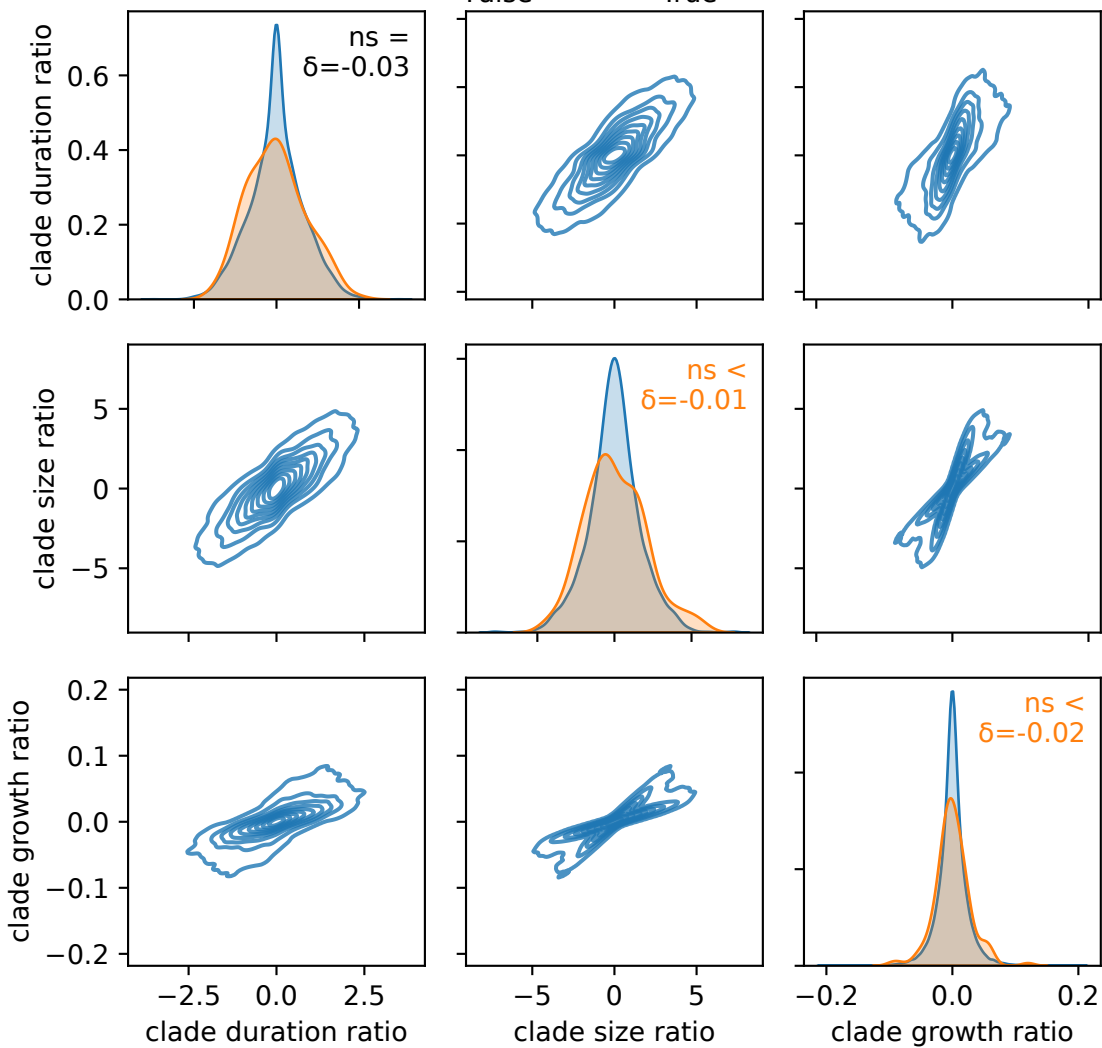 clade duration ratio
0.6
0.4
0.2
0.0
ns =
δ=-0.03
clade size ratio
5
0
−5
ns <
δ=-0.01
clade growth ratio
0.2
0.1
0.0
−0.1
−0.2
ns <
δ=-0.02
−2.5 0.0 2.5
−5 0 5
−0.2 0.0 0.2
clade duration ratio
clade size ratio
clade growth ratio